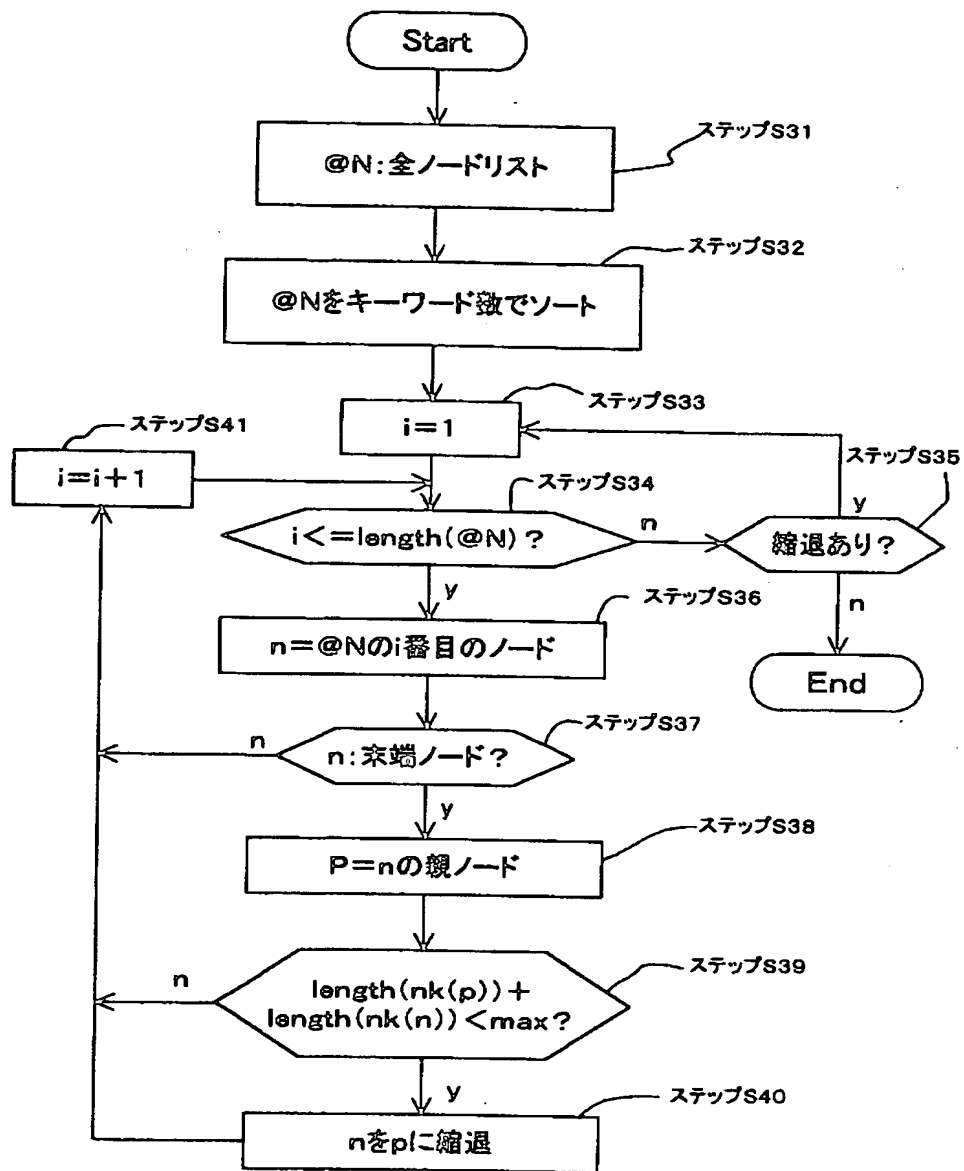 Start
ステップS31
@N:全ノードリスト
ステップS32
@Nをキーワード数でソート
ステップS33
i=1
ステップS41
i=i+1
ステップS34
i<=length(@N)?
n
ステップS35
y
縮退あり?
n
End
y
ステップS36
n=@Nのi番目のノード
ステップS37
n:末端ノード?
n
y
ステップS38
P=nの親ノード
ステップS39
length(nk(p))+
length(nk(n))<max?
n
y
ステップS40
nをpに縮退